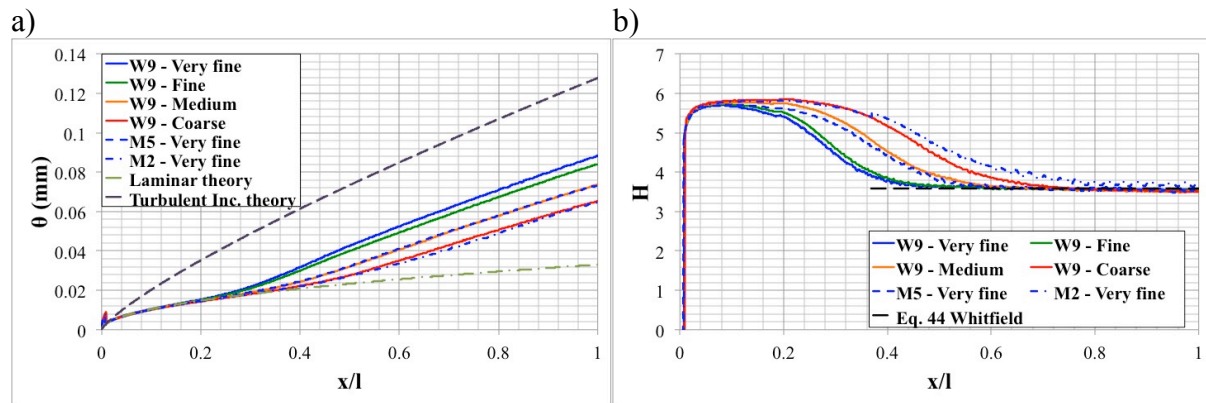 a)
0.14
0.12
0.1
0.08
0.06
0.04
0.02
0
θ (mm)
W9 - Very fine
W9 - Fine
W9 - Medium
W9 - Coarse
M5 - Very fine
M2 - Very fine
Laminar theory
Turbulent Inc. theory
0 0.2 0.4 0.6 0.8 1
x/l
b)
7
6
5
4
3
2
1
0
H
W9 - Very fine W9 - Fine
W9 - Medium W9 - Coarse
M5 - Very fine M2 - Very fine
Eq. 44 Whitfield
0 0.2 0.4 0.6 0.8 1
x/l